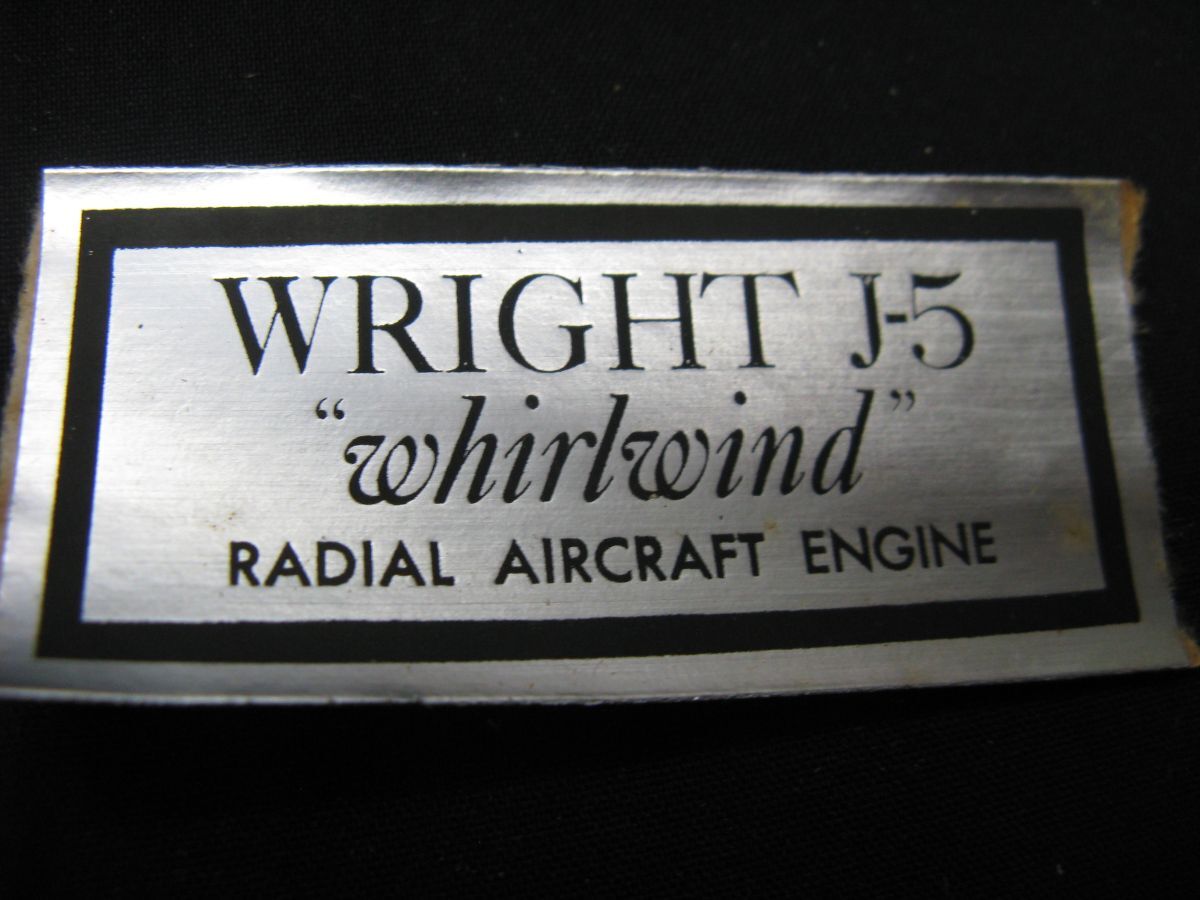 WRIGHT J-5
“whirlwind”
RADIAL AIRCRAFT ENGINE